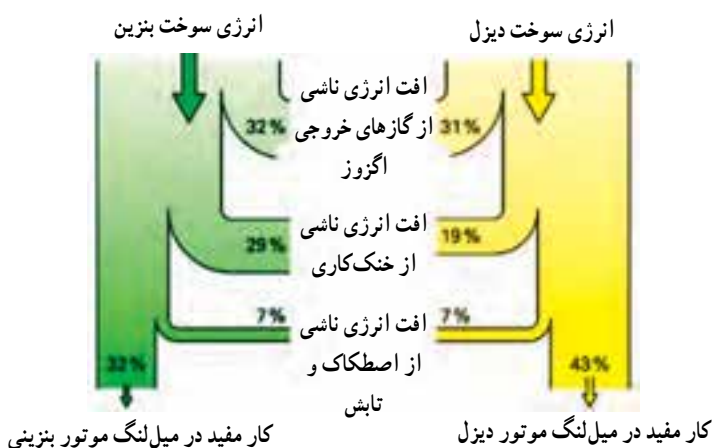 انرژی سوخت دیزل
انرژی سوخت بنزین
افت انرژی ناشی
از گازهای خروجی
اگزوز
32%
31%
افت انرژی ناشی
از خنک‌کاری
29%
19%
افت انرژی ناشی
از اصطکاک و
تابش
7%
7%
32%
43%
کار مفید در میل‌لنگ موتور دیزل
کار مفید در میل‌لنگ موتور بنزینی